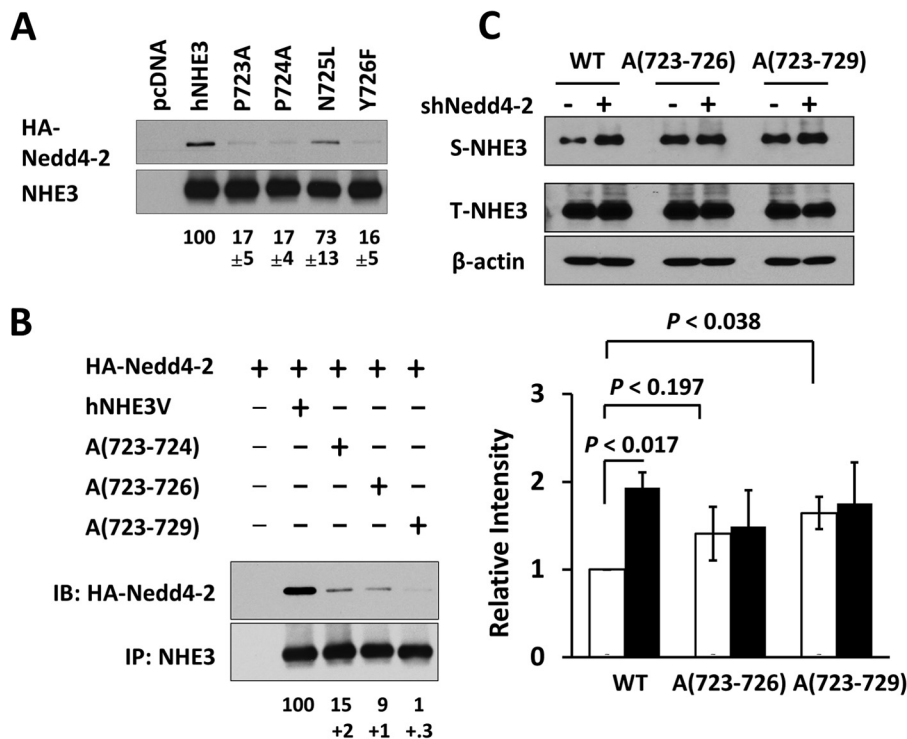 A
pcDNA hNHE3 P723A P724A N725L Y726F
HA-
Nedd4-2
NHE3
100 17 17 73 16
±5 ±4 ±13 ±5
B
HA-Nedd4-2 + + + + +
hNHE3V – + – – –
A(723-724) – – + – –
A(723-726) – – – + –
A(723-729) – – – – +
IB: HA-Nedd4-2
IP: NHE3
100 15 9 1
+2 +1 +.3
C
WT A(723-726) A(723-729)
shNedd4-2 - + - + - +
S-NHE3
T-NHE3
β-actin
P < 0.038
P < 0.197
P < 0.017
Relative Intensity
3
2
1
0
WT A(723-726) A(723-729)